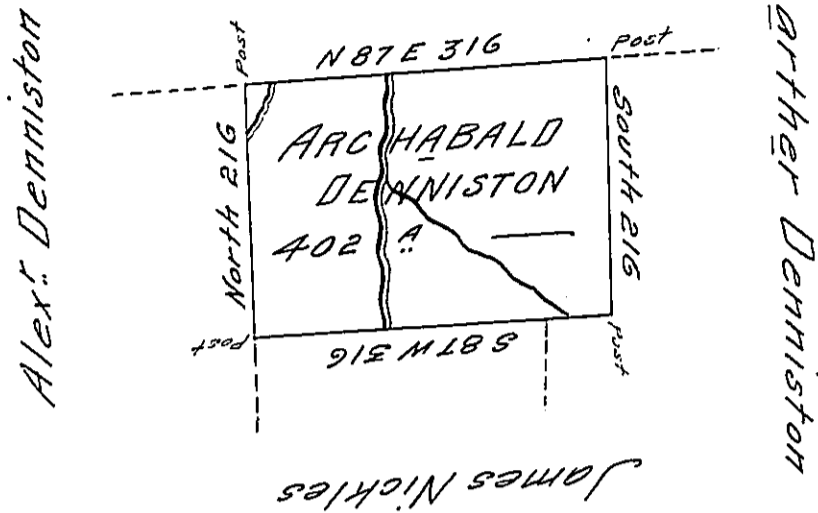 Alex.r Denniston
Post
N 87 E 316
Post
North 216
ARCHABALD
DENNISTON
402 A
South 216
Post
S 87 W 316
Post
arther Denniston
James Nickles